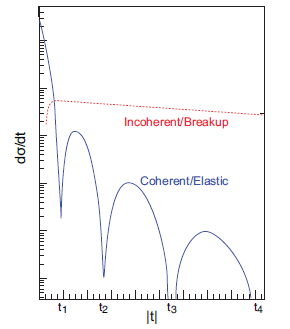 dσ/dt
Incoherent/Breakup
Coherent/Elastic
t1 t2 t3 t4
|t|